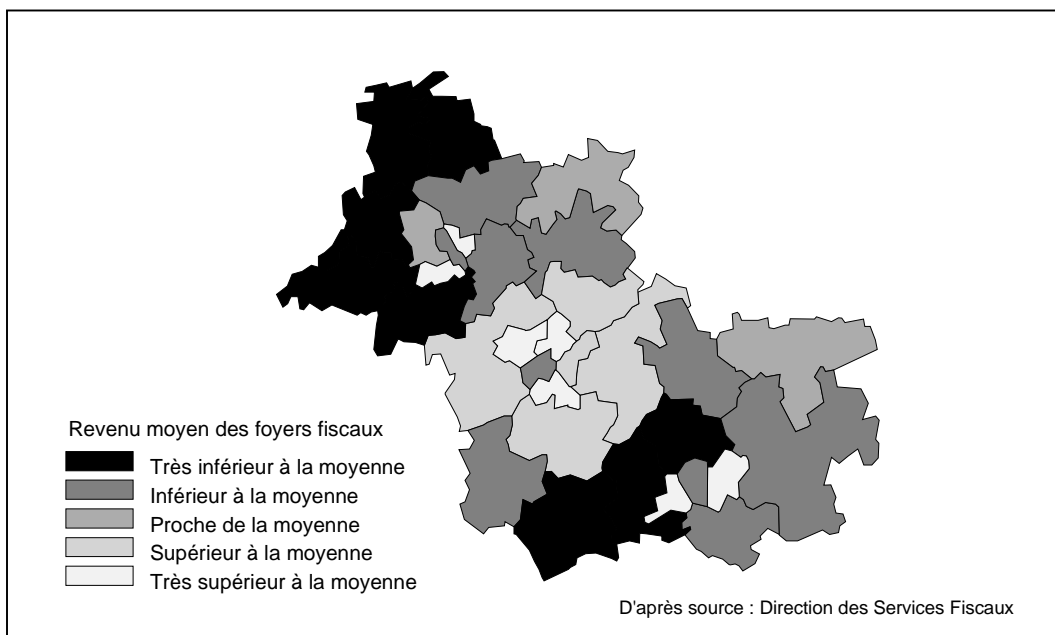 Revenu moyen des foyers fiscaux
Très inférieur à la moyenne
Inférieur à la moyenne
Proche de la moyenne
Supérieur à la moyenne
Très supérieur à la moyenne
D'après source : Direction des Services Fiscaux